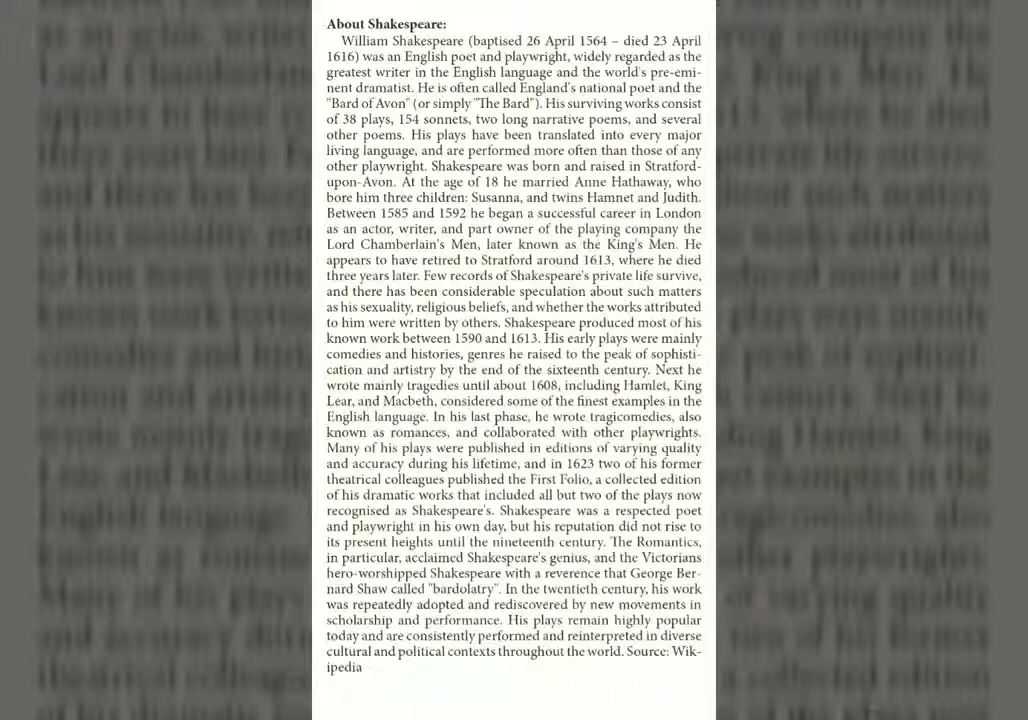 About Shakespeare:
William Shakespeare (baptised 26 April 1564 – died 23 April
1616) was an English poet and playwright, widely regarded as the
greatest writer in the English language and the world's pre-emi-
nent dramatist. He is often called England's national poet and the
"Bard of Avon" (or simply "The Bard"). His surviving works consist
of 38 plays, 154 sonnets, two long narrative poems, and several
other poems. His plays have been translated into every major
living language, and are performed more often than those of any
other playwright. Shakespeare was born and raised in Stratford-
upon-Avon. At the age of 18 he married Anne Hathaway, who
bore him three children: Susanna, and twins Hamnet and Judith.
Between 1585 and 1592 he began a successful career in London
as an actor, writer, and part owner of the playing company the
Lord Chamberlain's Men, later known as the King's Men. He
appears to have retired to Stratford around 1613, where he died
three years later. Few records of Shakespeare's private life survive,
and there has been considerable speculation about such matters
as his sexuality, religious beliefs, and whether the works attributed
to him were written by others. Shakespeare produced most of his
known work between 1590 and 1613. His early plays were mainly
comedies and histories, genres he raised to the peak of sophisti-
cation and artistry by the end of the sixteenth century. Next he
wrote mainly tragedies until about 1608, including Hamlet, King
Lear, and Macbeth, considered some of the finest examples in the
English language. In his last phase, he wrote tragicomedies, also
known as romances, and collaborated with other playwrights.
Many of his plays were published in editions of varying quality
and accuracy during his lifetime, and in 1623 two of his former
theatrical colleagues published the First Folio, a collected edition
of his dramatic works that included all but two of the plays now
recognised as Shakespeare's. Shakespeare was a respected poet
and playwright in his own day, but his reputation did not rise to
its present heights until the nineteenth century. The Romantics,
in particular, acclaimed Shakespeare's genius, and the Victorians
hero-worshipped Shakespeare with a reverence that George Ber-
nard Shaw called "bardolatry". In the twentieth century, his work
was repeatedly adopted and rediscovered by new movements in
scholarship and performance. His plays remain highly popular
today and are consistently performed and reinterpreted in diverse
cultural and political contexts throughout the world. Source: Wik-
ipedia